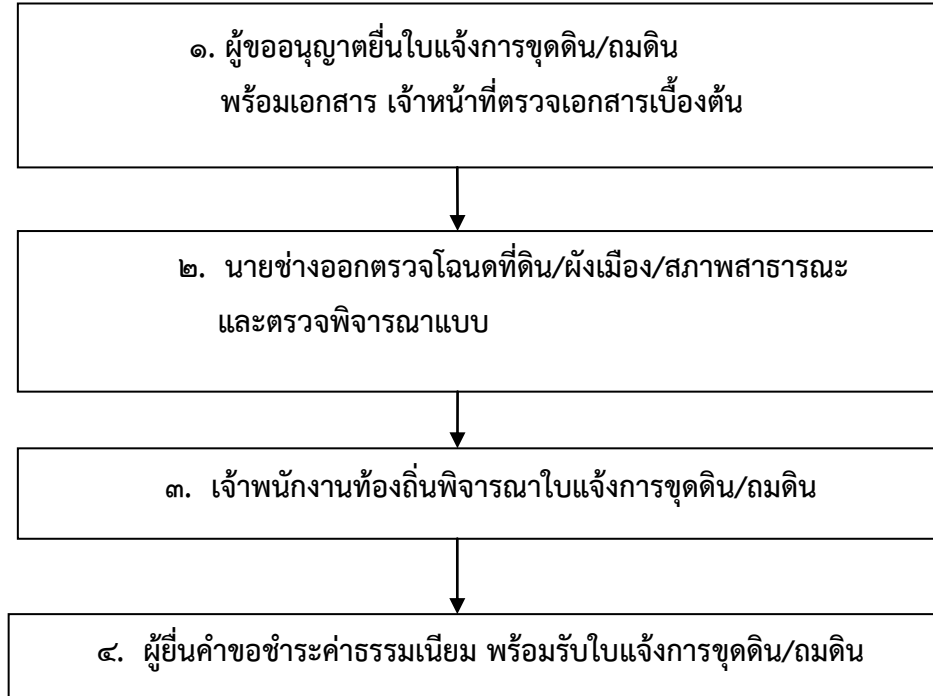 ๑. ผู้ขออนุญาตยื่นใบแจ้งการขุดดิน/ถมดิน
พร้อมเอกสาร เจ้าหน้าที่ตรวจเอกสารเบื้องต้น
๒. นายช่างออกตรวจโฉนดที่ดิน/ผังเมือง/สภาพสาธารณะ
และตรวจพิจารณาแบบ
๓. เจ้าพนักงานท้องถิ่นพิจารณาใบแจ้งการขุดดิน/ถมดิน
๔. ผู้ยื่นคำขอชำระค่าธรรมเนียม พร้อมรับใบแจ้งการขุดดิน/ถมดิน